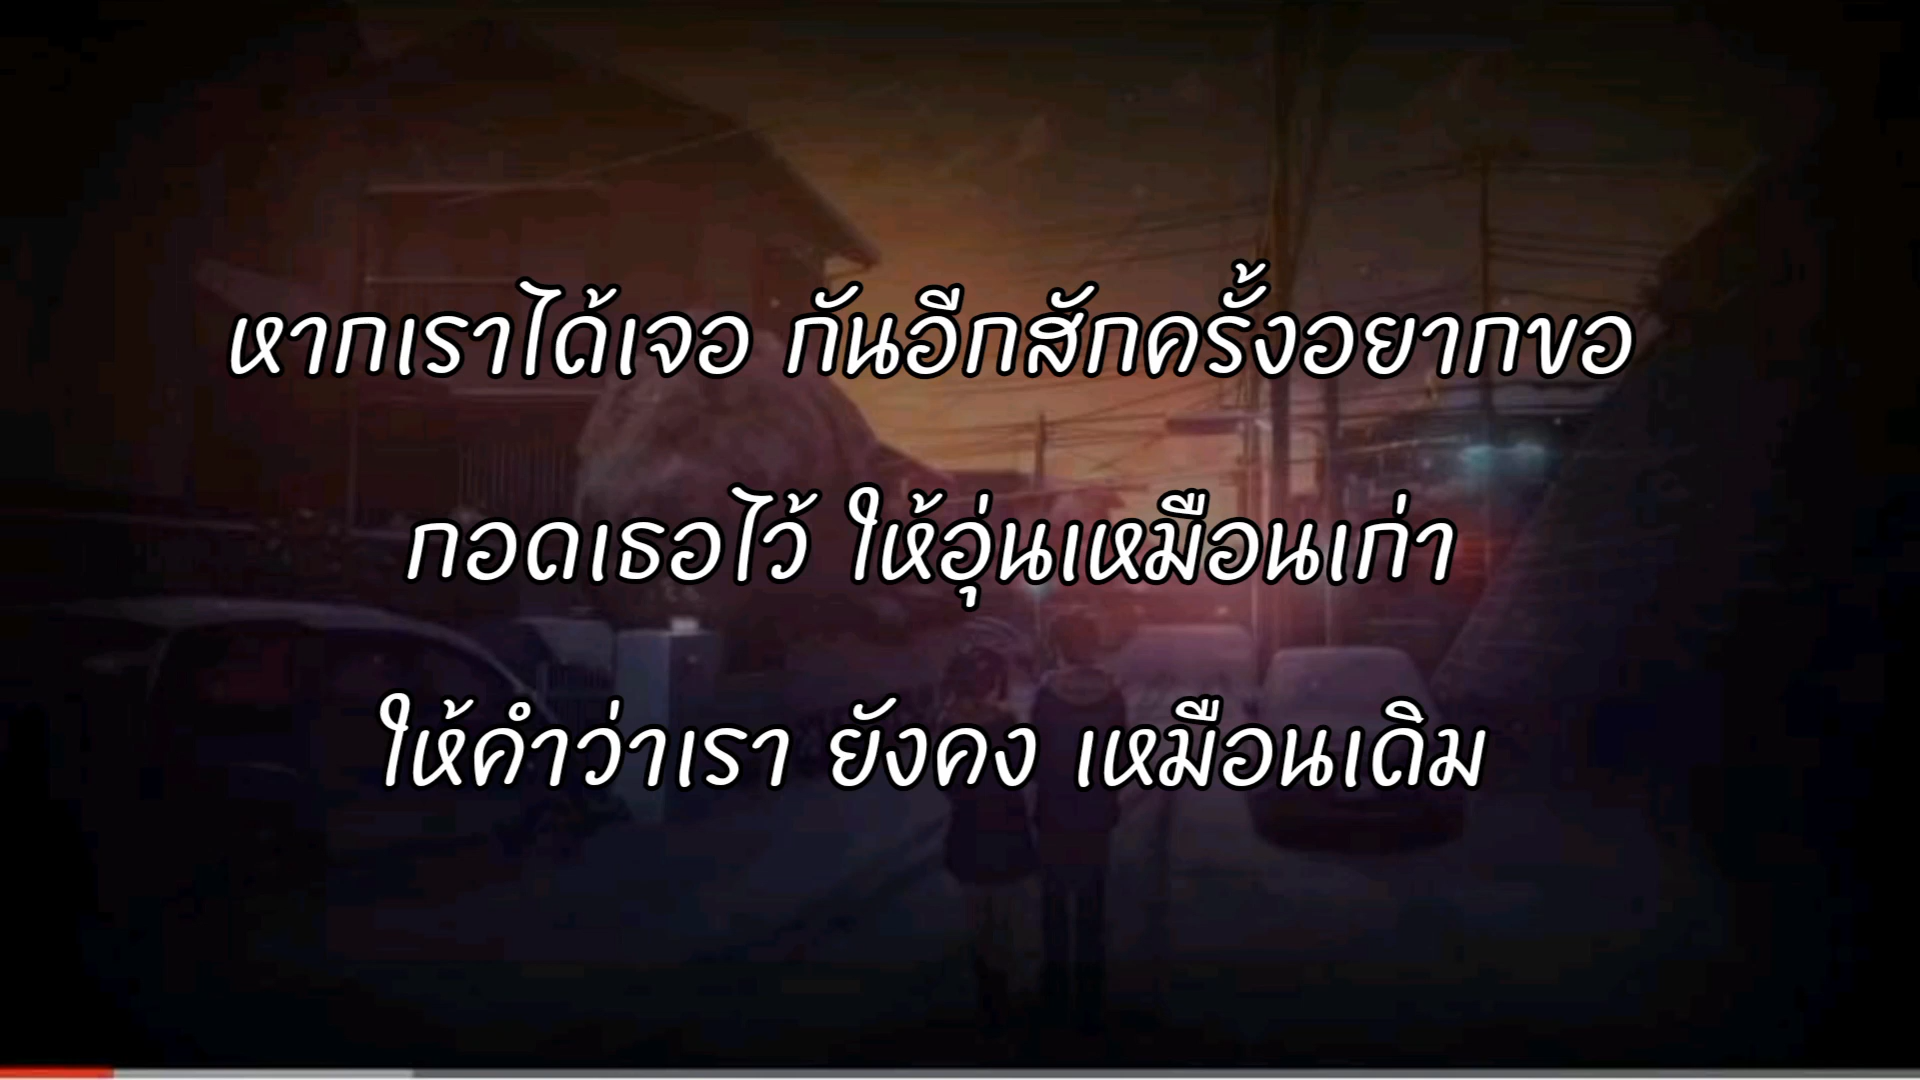 หากเราได้เจอ กันอีกสักครั้งอยากขอ
กอดเธอไว้ ให้อุ่นเหมือนเก่า
ให้คำว่าเรา ยังคง เหมือนเดิม